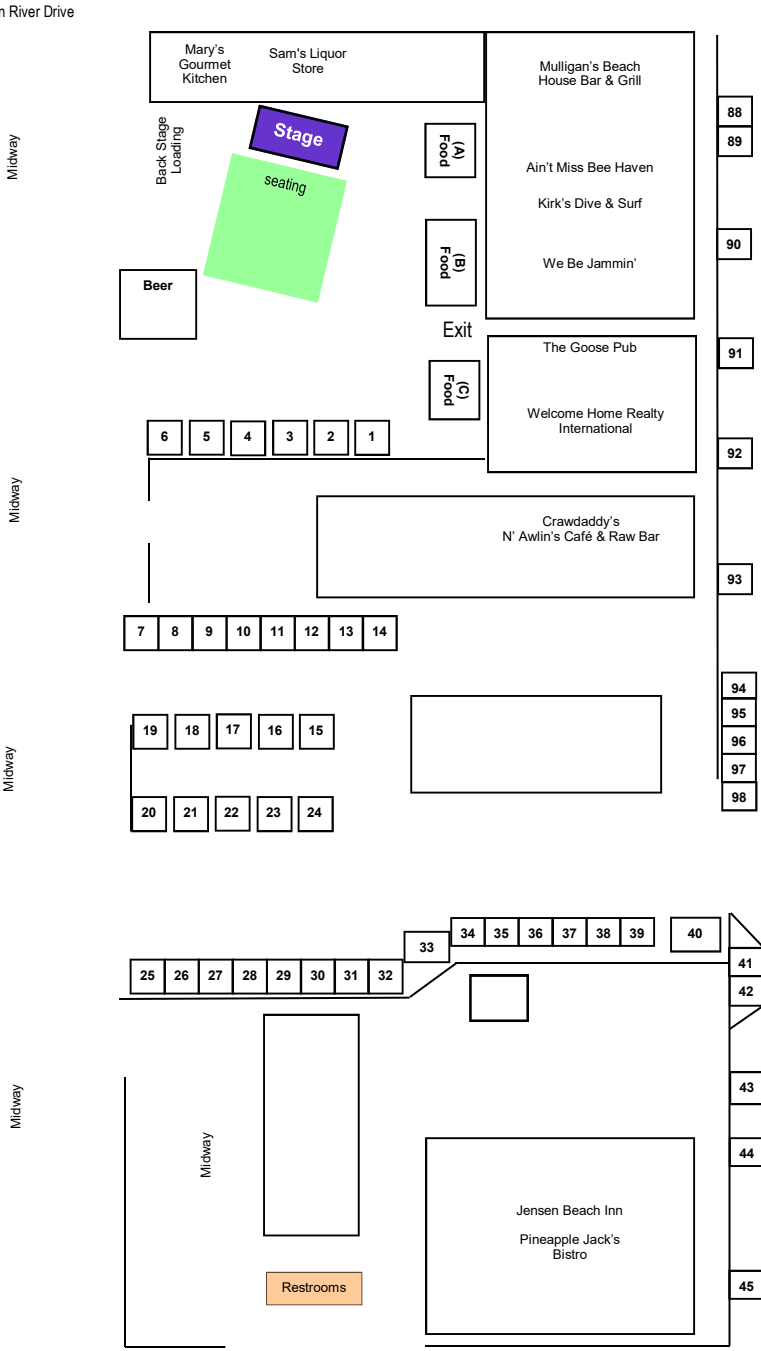 n River Drive
Mary's
Gourmet
Kitchen
Sam's Liquor
Store
Mulligan's Beach
House Bar & Grill
88
89
Stage
Midway
Back Stage
Loading
(A)
Food
Ain't Miss Bee Haven
seating
Kirk's Dive & Surf
90
(B)
Food
We Be Jammin'
Beer
Exit
The Goose Pub
91
(C)
Food
Welcome Home Realty
International
6 5 4 3 2 1
92
Midway
Crawdaddy's
N' Awlin's Café & Raw Bar
93
7 8 9 10 11 12 13 14
94
95
96
97
98
19 18 17 16 15
Midway
20 21 22 23 24
33
34 35 36 37 38 39 40
41
42
25 26 27 28 29 30 31 32
43
Midway
Midway
44
Jensen Beach Inn
Pineapple Jack's
Bistro
Restrooms
45